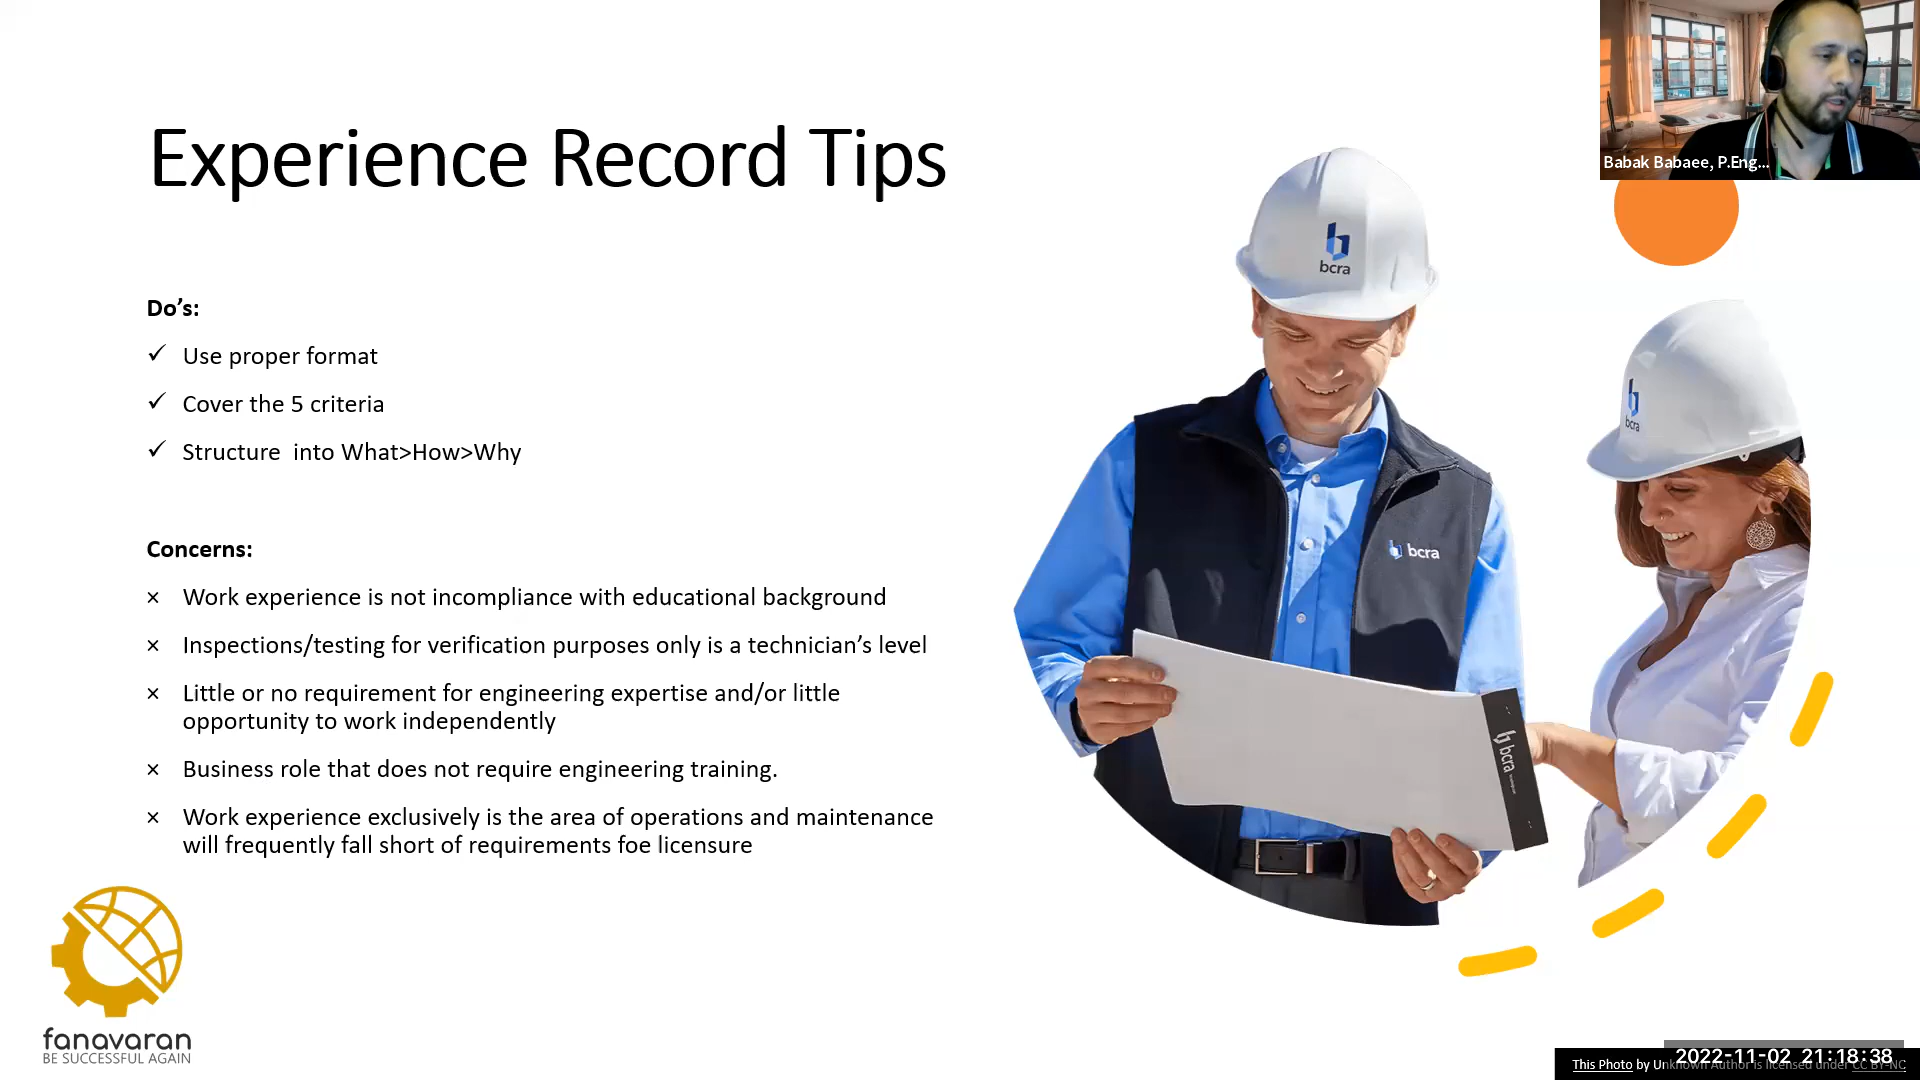 Experience Record Tips
Babak Babaee, P.Eng...
bcra
bcra
Do's:
✓ Use proper format
✓ Cover the 5 criteria
✓ Structure  into What>How>Why
bcra
Concerns:
× Work experience is not incompliance with educational background
× Inspections/testing for verification purposes only is a technician's level
× Little or no requirement for engineering expertise and/or little
opportunity to work independently
× Business role that does not require engineering training.
× Work experience exclusively is the area of operations and maintenance
will frequently fall short of requirements foe licensure
bcra
fanavaran
BE SUCCESSFUL AGAIN
2022-11-02 21:18:38
This Photo by Unknown Author is licensed under CC BY-NC